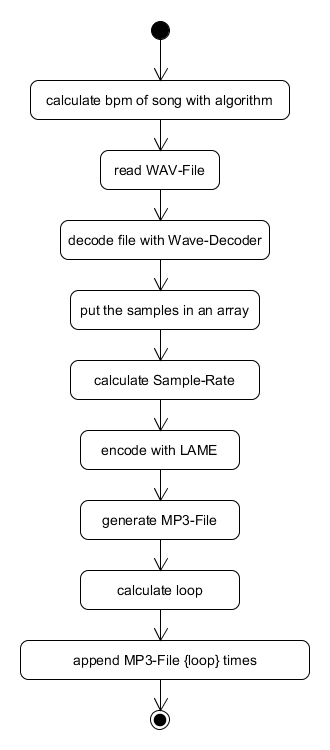 calculate bpm of song with algorithm
read WAV-File
decode file with Wave-Decoder
put the samples in an array
calculate Sample-Rate
encode with LAME
generate MP3-File
calculate loop
append MP3-File {loop} times